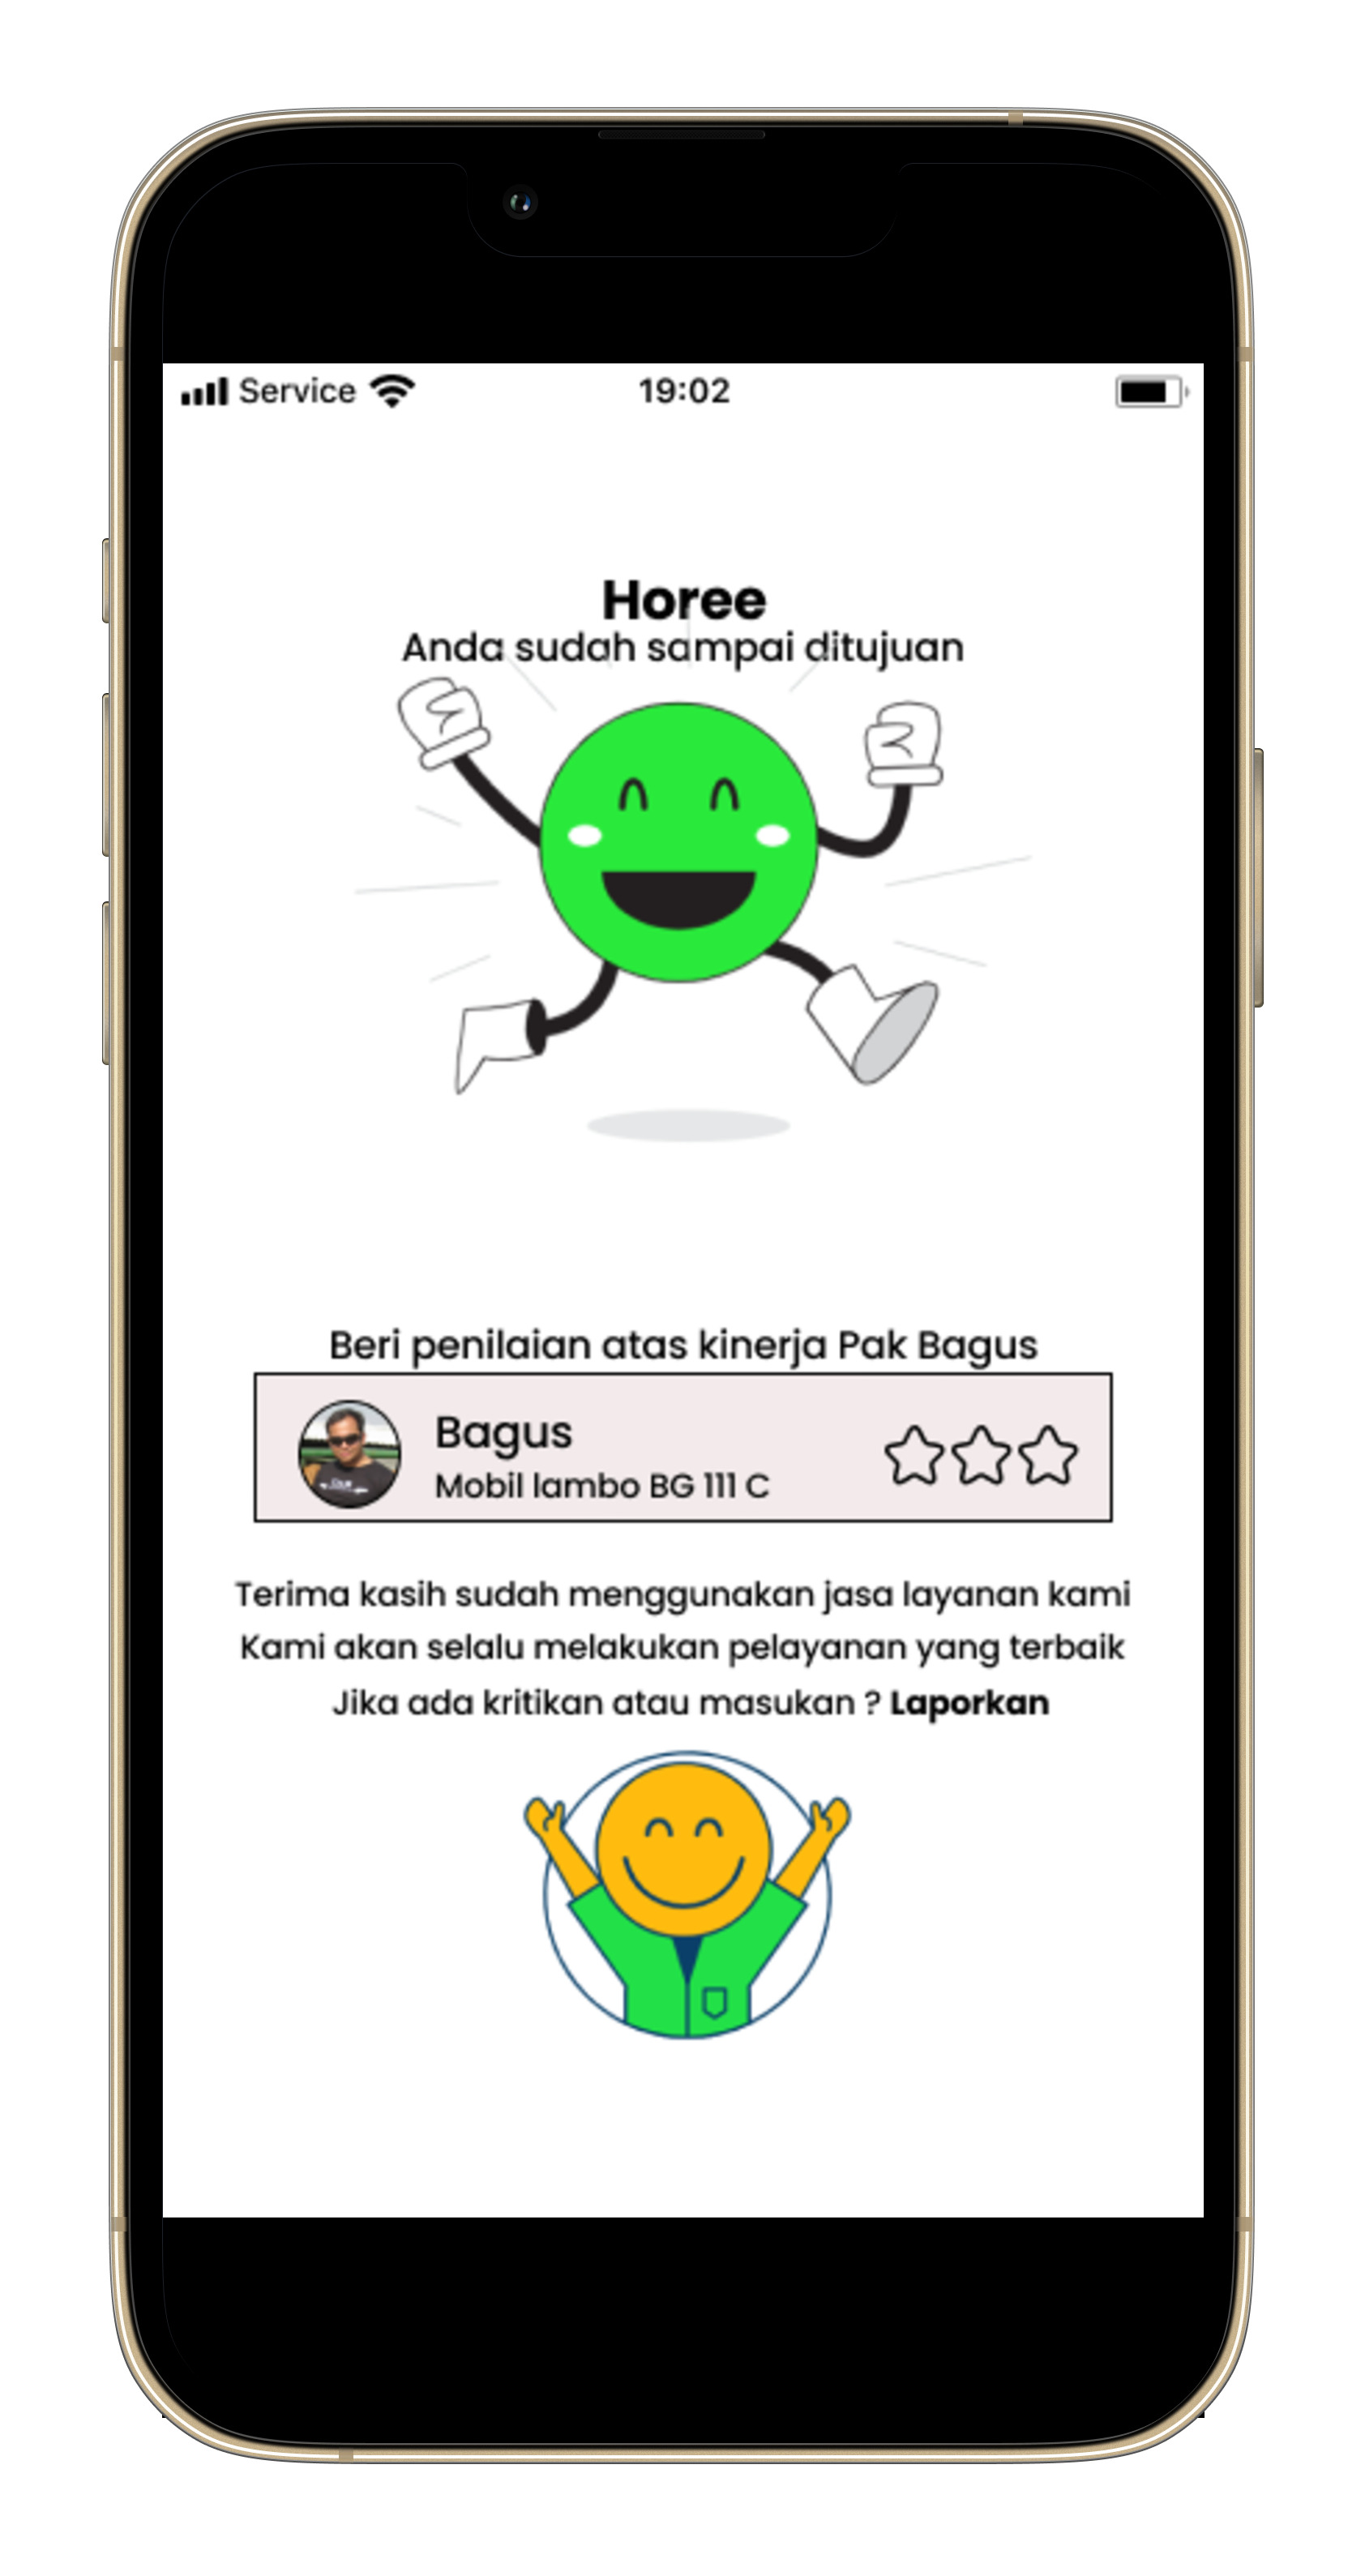 Service 19:02
Horee
Anda sudah sampai ditujuan
Beri penilaian atas kinerja Pak Bagus
Bagus
Mobil lambo BG 111 C
Terima kasih sudah menggunakan jasa layanan kami
Kami akan selalu melakukan pelayanan yang terbaik
Jika ada kritikan atau masukan ? Laporkan